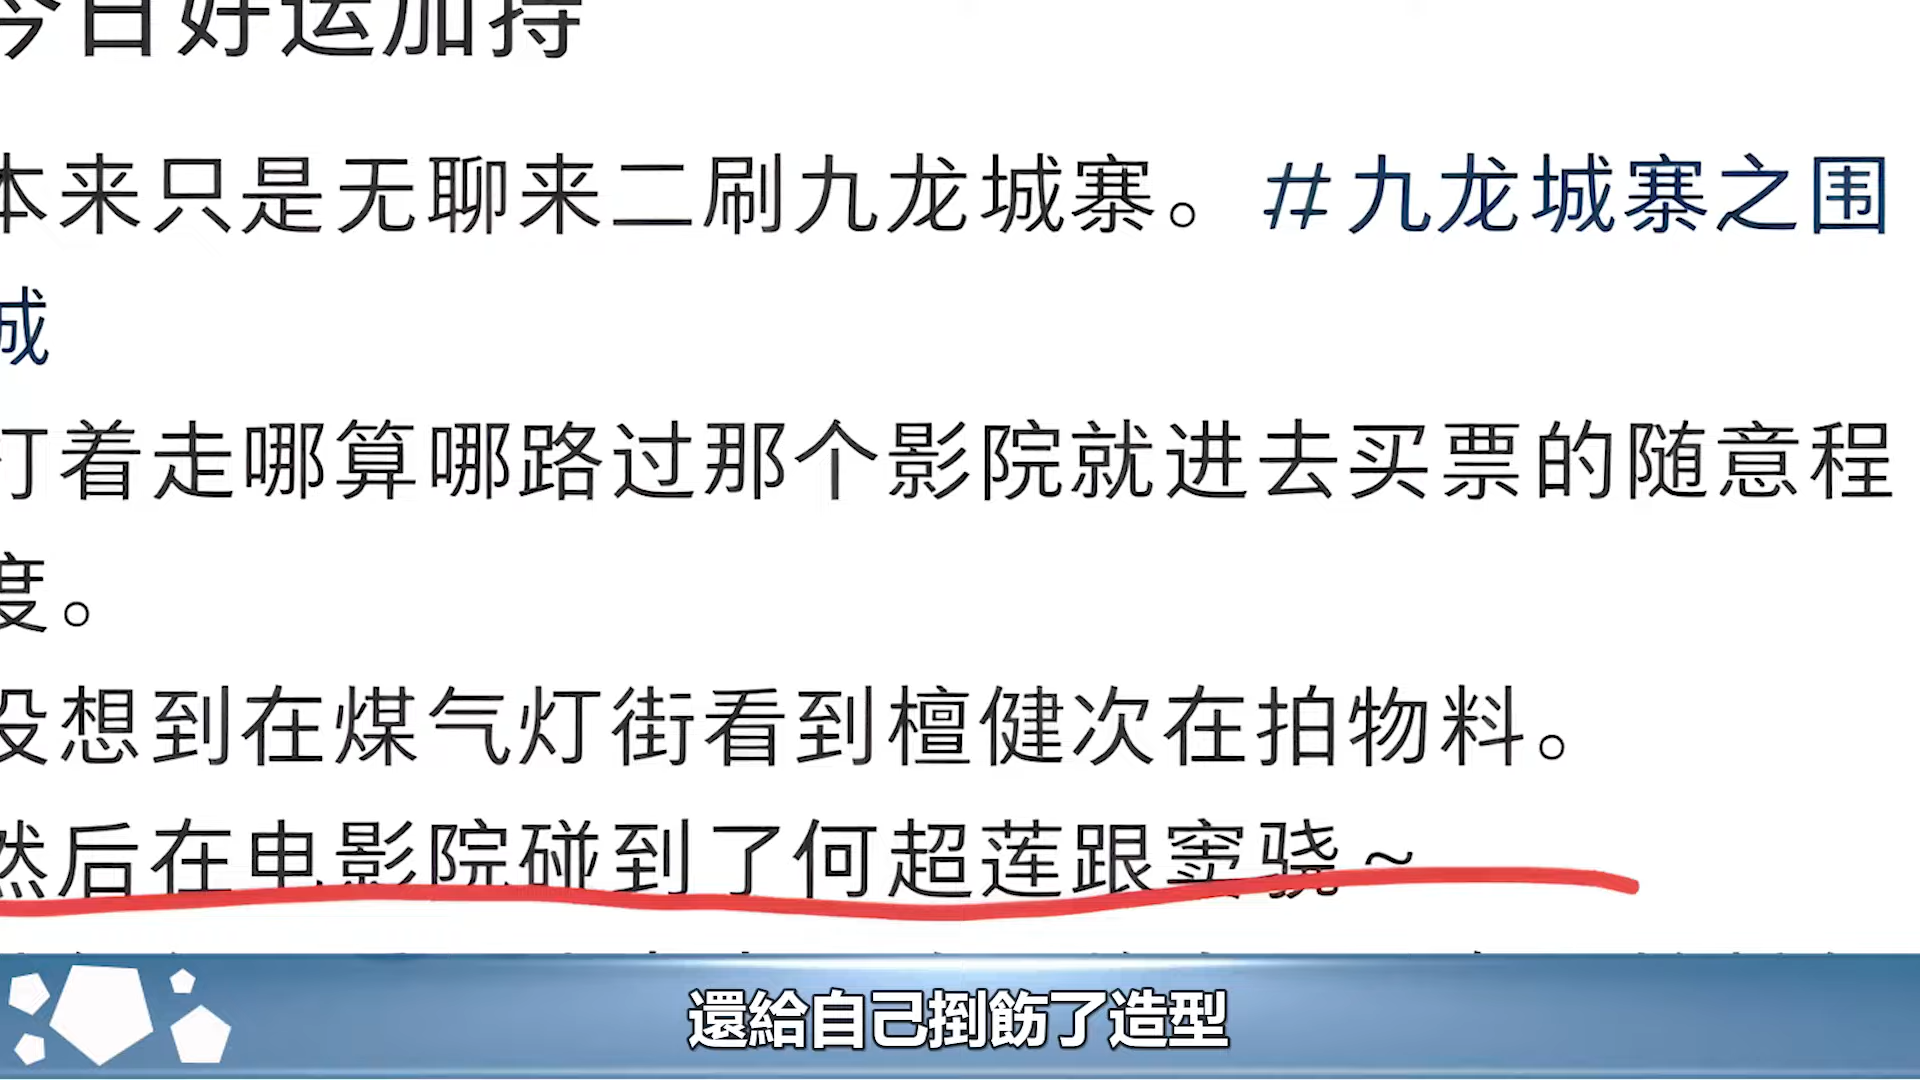 今日好运加持
本来只是无聊来二刷九龙城寨。#九龙城寨之围
城
打着走哪算哪路过那个影院就进去买票的随意程
度。
没想到在煤气灯街看到檀健次在拍物料。
然后在电影院碰到了何超莲跟窦骁~
還給自己捯飭了造型